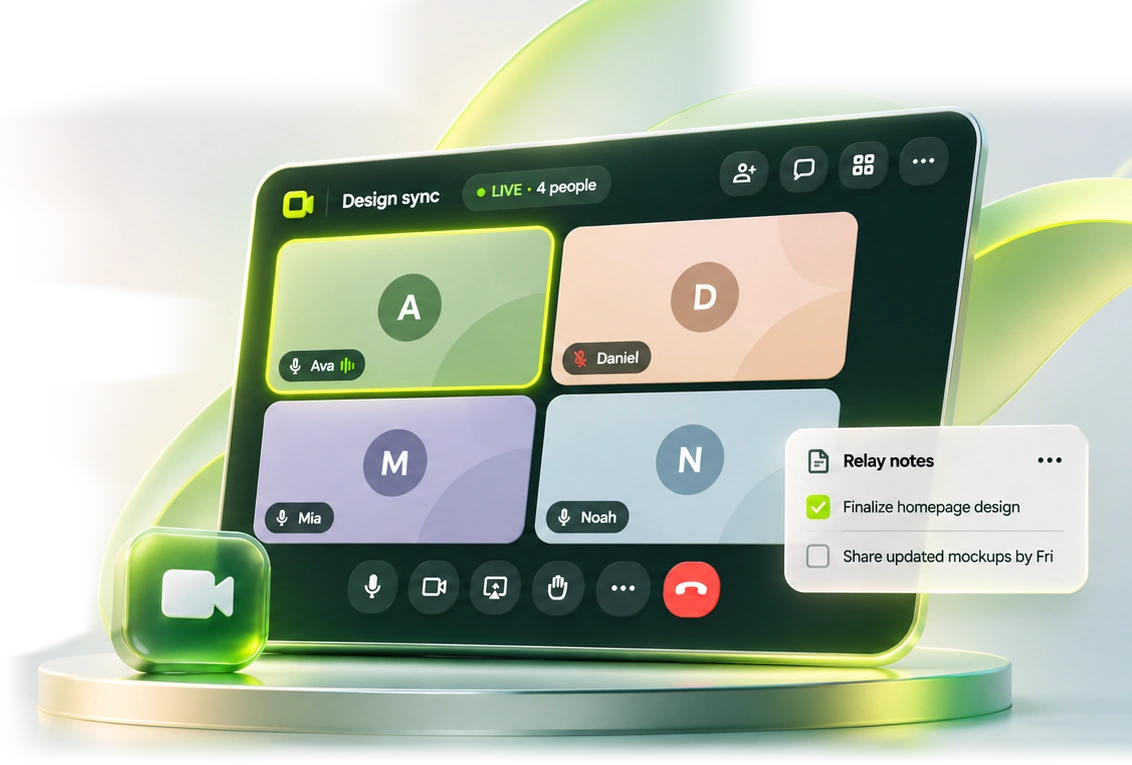 Design sync
LIVE • 4 people
A
Ava
D
Daniel
M
Mia
N
Noah
Relay notes
Finalize homepage design
Share updated mockups by Fri